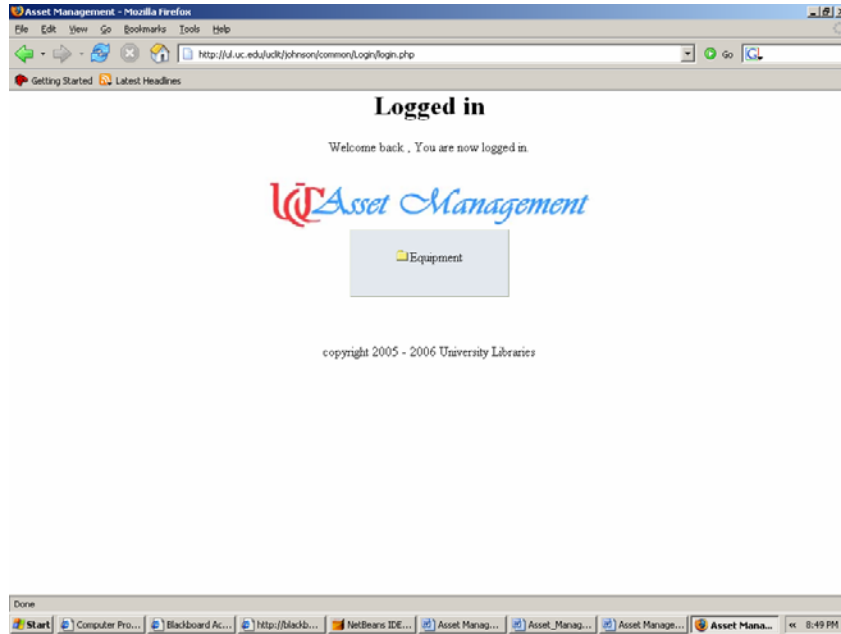 Asset Management - Mozilla Firefox
File Edit View Go Bookmarks Tools Help
http://ul.uc.edu/uclit/johnson/common/Login/login.php
Go
G
Getting Started Latest Headlines
Logged in
Welcome back , You are now logged in.
UC Asset Management
Equipment
copyright 2005 - 2006 University Libraries
Done
Start Computer Pro... Blackboard Ac... http://blackb... NetBeans IDE... Asset Manag... Asset_Manag... Asset Manage... Asset Mana... 8:49 PM